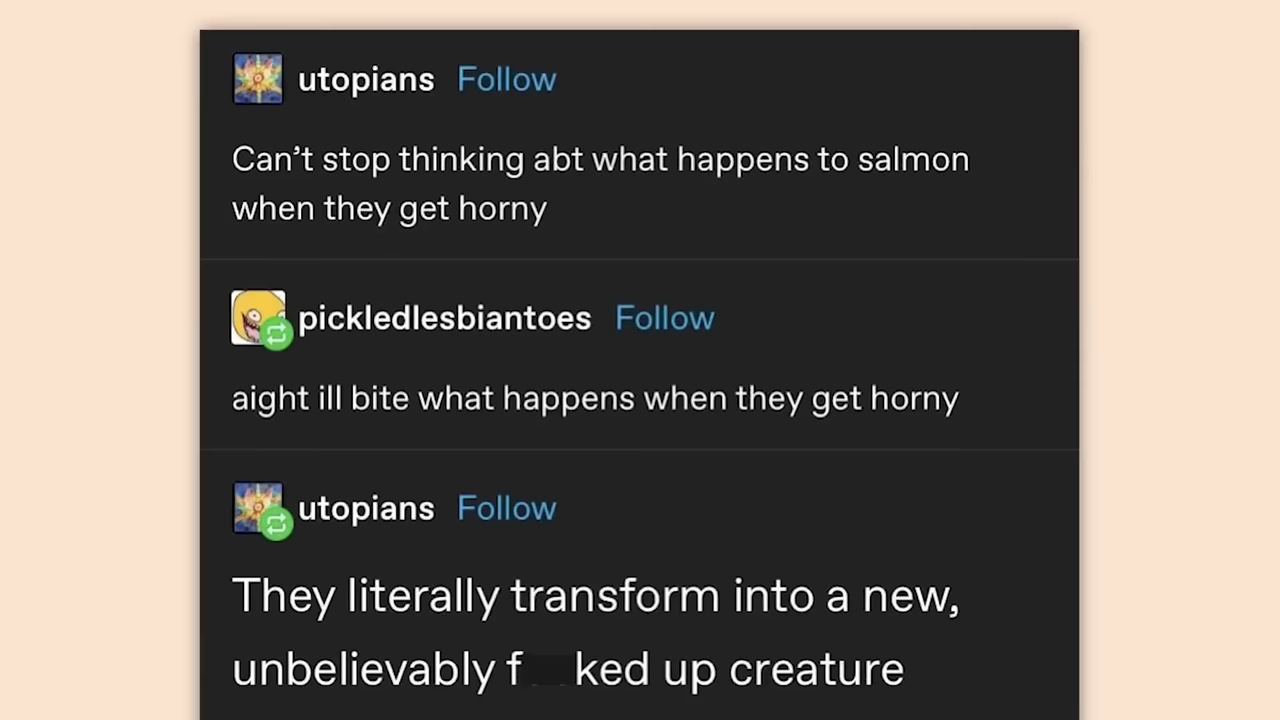 utopians Follow
Can’t stop thinking abt what happens to salmon
when they get horny
pickledlesbiantoes Follow
aight ill bite what happens when they get horny
utopians Follow
They literally transform into a new,
unbelievably f ked up creature